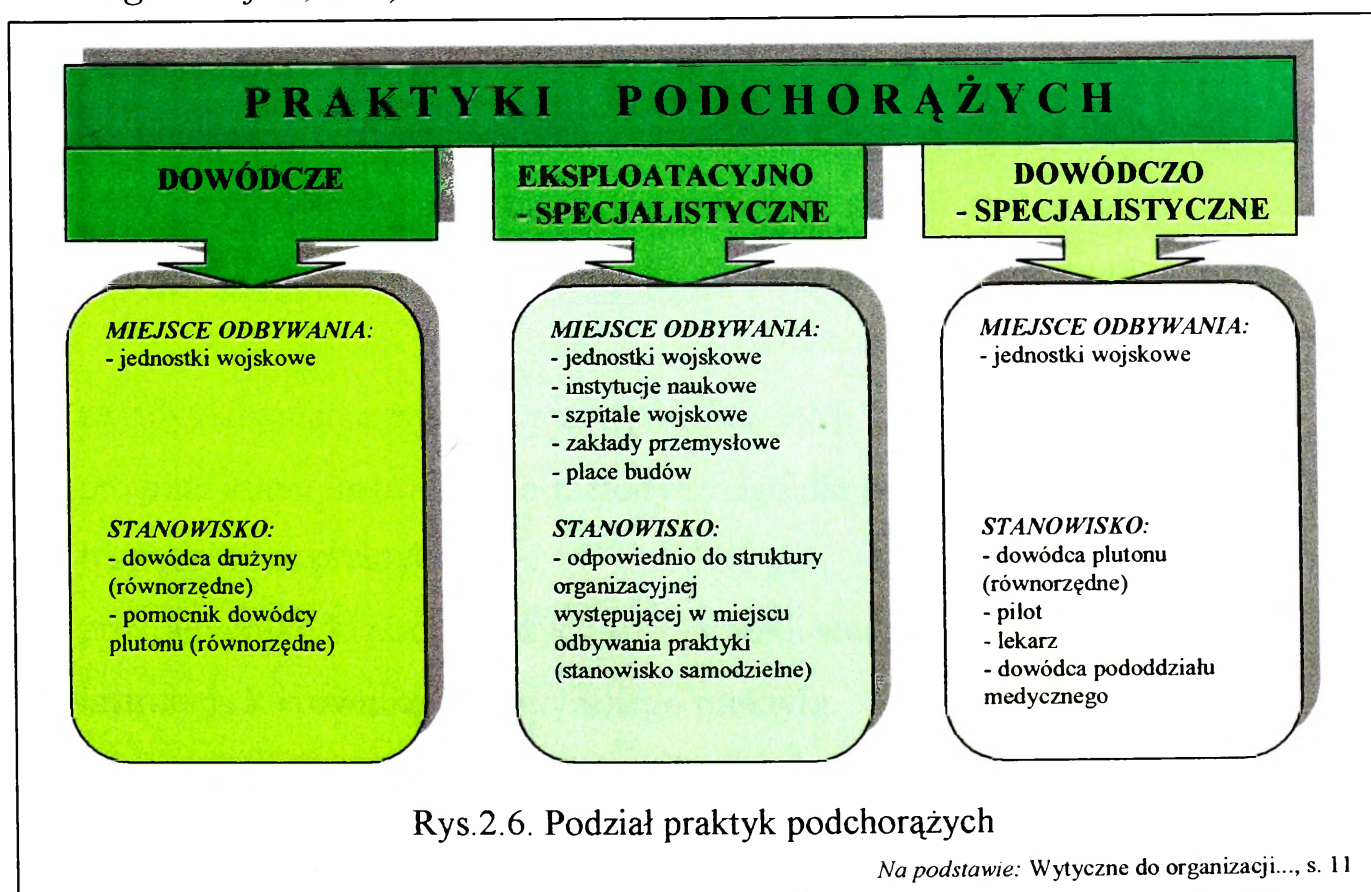 PRAKTYKI PODCHORĄŻYCH
DOWÓDCZE
EKSPLOATACYJNO
- SPECJALISTYCZNE
DOWÓDCZO
- SPECJALISTYCZNE
MIEJSCE ODBYWANIA:
- jednostki wojskowe
STANOWISKO:
- dowódca drużyny
(równorzędne)
- pomocnik dowódcy
plutonu (równorzędne)
MIEJSCE ODBYWANIA:
- jednostki wojskowe
- instytucje naukowe
- szpitale wojskowe
- zakłady przemysłowe
- place budów
STANOWISKO:
- odpowiednio do struktury
organizacyjnej
występującej w miejscu
odbywania praktyki
(stanowisko samodzielne)
MIEJSCE ODBYWANIA:
- jednostki wojskowe
STANOWISKO:
- dowódca plutonu
(równorzędne)
- pilot
- lekarz
- dowódca pododdziału
medycznego
Rys.2.6. Podział praktyk podchorążych
Na podstawie: Wytyczne do organizacji..., s. 11